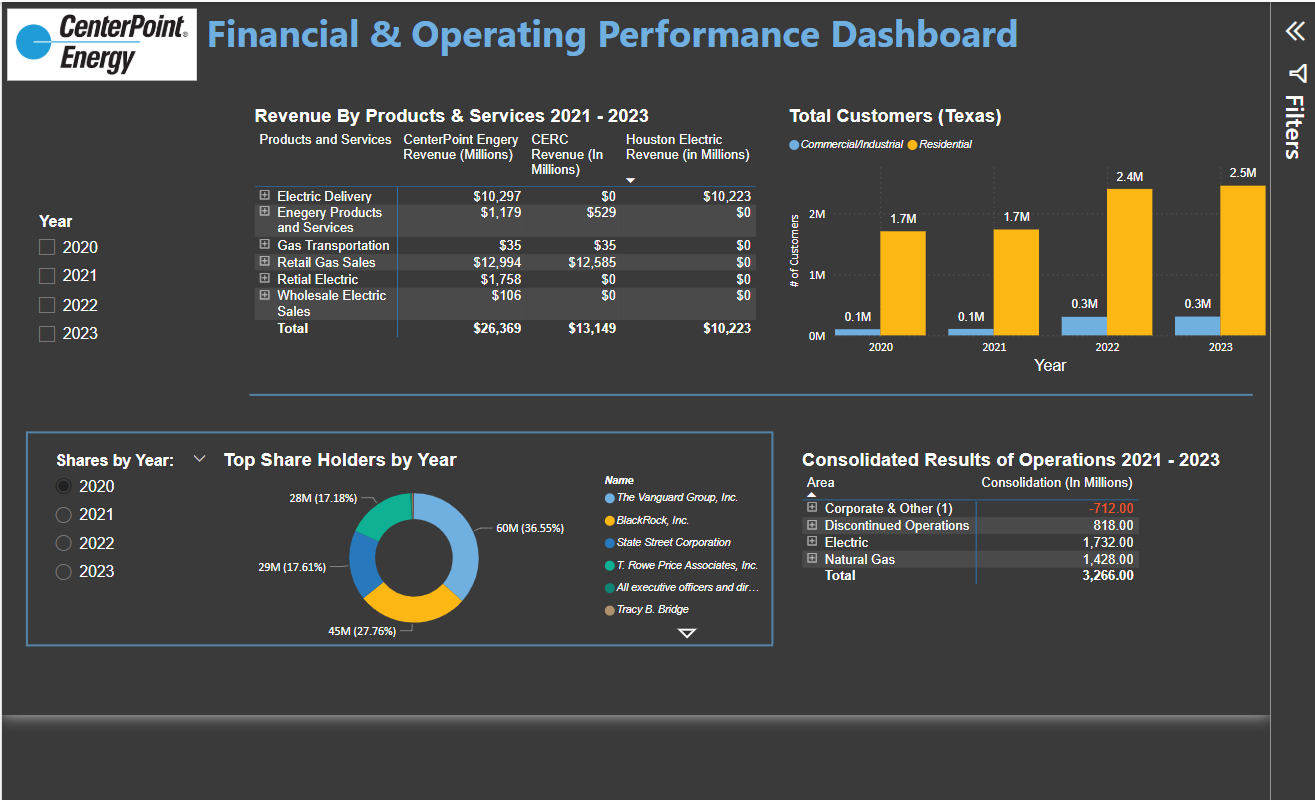 CenterPoint®
Energy
Financial & Operating Performance Dashboard
Filters
Year
2020
2021
2022
2023
Revenue By Products & Services 2021 - 2023
Products and Services CenterPoint Engery Revenue (Millions) CERC Revenue (In Millions) Houston Electric Revenue (in Millions)
Electric Delivery $10,297 $0 $10,223
Enegery Products and Services $1,179 $529 $0
Gas Transportation $35 $35 $0
Retail Gas Sales $12,994 $12,585 $0
Retial Electric $1,758 $0 $0
Wholesale Electric Sales $106 $0 $0
Total $26,369 $13,149 $10,223
Total Customers (Texas)
Commercial/Industrial Residential
# of Customers
2M
1M
0M
0.1M 1.7M
0.1M 1.7M
0.3M 2.4M
0.3M 2.5M
2020 2021 2022 2023
Year
Shares by Year:
2020
2021
2022
2023
Top Share Holders by Year
28M (17.18%)
60M (36.55%)
29M (17.61%)
45M (27.76%)
Name
The Vanguard Group, Inc.
BlackRock, Inc.
State Street Corporation
T. Rowe Price Associates, Inc.
All executive officers and dir…
Tracy B. Bridge
Consolidated Results of Operations 2021 - 2023
Area Consolidation (In Millions)
Corporate & Other (1) -712.00
Discontinued Operations 818.00
Electric 1,732.00
Natural Gas 1,428.00
Total 3,266.00